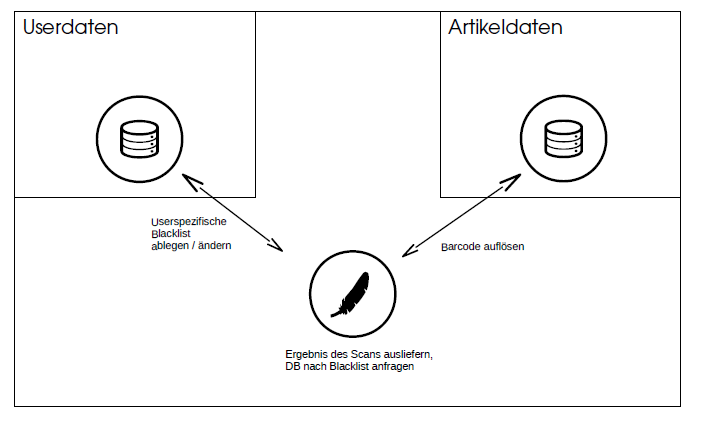 Userdaten
Artikeldaten
Userspezifische
Blacklist
ablegen / ändern
Barcode auflösen
Ergebnis des Scans ausliefern,
DB nach Blacklist anfragen